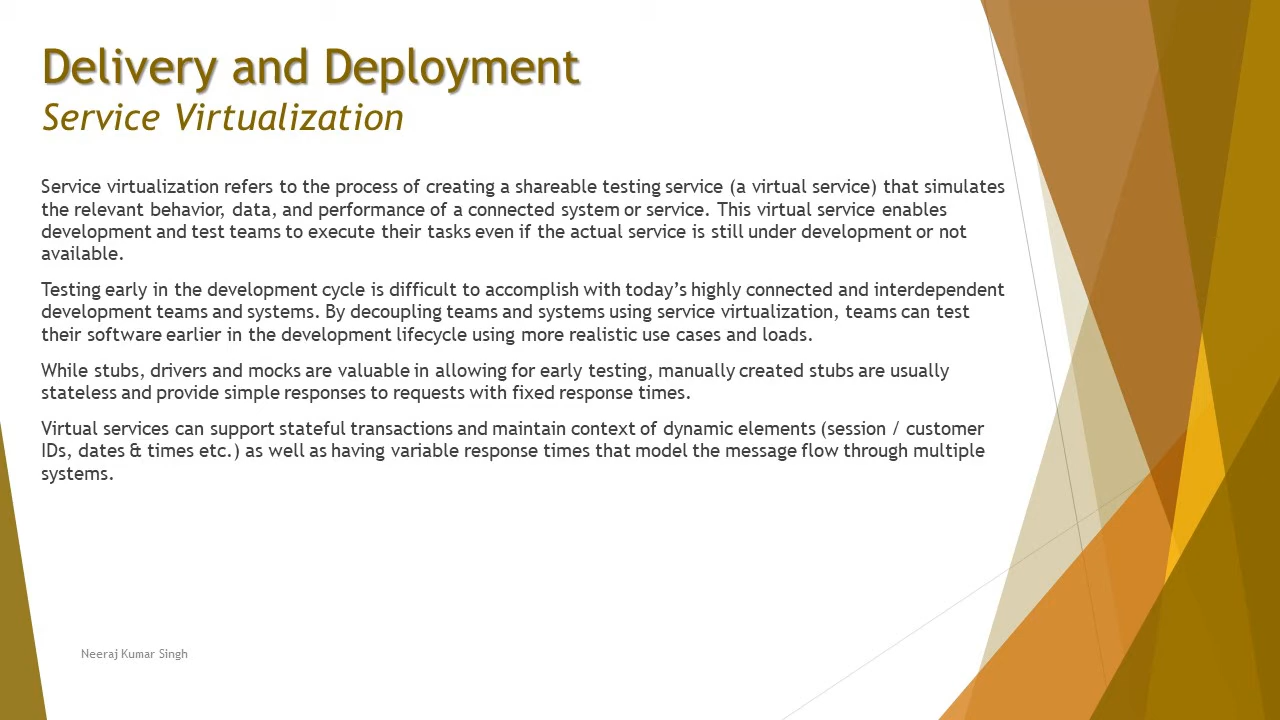 Delivery and Deployment
Service Virtualization
Service virtualization refers to the process of creating a shareable testing service (a virtual service) that simulates
the relevant behavior, data, and performance of a connected system or service. This virtual service enables
development and test teams to execute their tasks even if the actual service is still under development or not
available.
Testing early in the development cycle is difficult to accomplish with today’s highly connected and interdependent
development teams and systems. By decoupling teams and systems using service virtualization, teams can test
their software earlier in the development lifecycle using more realistic use cases and loads.
While stubs, drivers and mocks are valuable in allowing for early testing, manually created stubs are usually
stateless and provide simple responses to requests with fixed response times.
Virtual services can support stateful transactions and maintain context of dynamic elements (session / customer
IDs, dates & times etc.) as well as having variable response times that model the message flow through multiple
systems.
Neeraj Kumar Singh